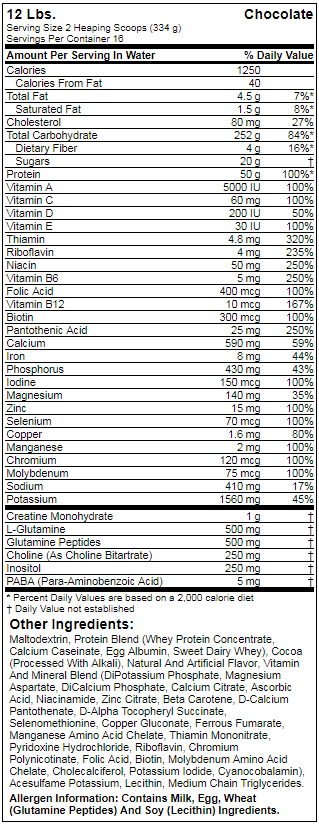 12 Lbs. Chocolate
Serving Size 2 Heaping Scoops (334 g)
Servings Per Container 16
Amount Per Serving In Water % Daily Value
Calories 1250
Calories From Fat 40
Total Fat 4.5 g 7%*
Saturated Fat 1.5 g 8%*
Cholesterol 80 mg 27%
Total Carbohydrate 252 g 84%*
Dietary Fiber 4 g 16%*
Sugars 20 g †
Protein 50 g 100%*
Vitamin A 5000 IU 100%
Vitamin C 60 mg 100%
Vitamin D 200 IU 50%
Vitamin E 30 IU 100%
Thiamin 4.8 mg 320%
Riboflavin 4 mg 235%
Niacin 50 mg 250%
Vitamin B6 5 mg 250%
Folic Acid 400 mcg 100%
Vitamin B12 10 mcg 167%
Biotin 300 mcg 100%
Pantothenic Acid 25 mg 250%
Calcium 590 mg 59%
Iron 8 mg 44%
Phosphorus 430 mg 43%
Iodine 150 mcg 100%
Magnesium 140 mg 35%
Zinc 15 mg 100%
Selenium 70 mcg 100%
Copper 1.6 mg 80%
Manganese 2 mg 100%
Chromium 120 mcg 100%
Molybdenum 75 mcg 100%
Sodium 410 mg 17%
Potassium 1560 mg 45%
Creatine Monohydrate 1 g †
L-Glutamine 500 mg †
Glutamine Peptides 500 mg †
Choline (As Choline Bitartrate) 250 mg †
Inositol 250 mg †
PABA (Para-Aminobenzoic Acid) 5 mg †
* Percent Daily Values are based on a 2,000 calorie diet
† Daily Value not established
Other Ingredients:
Maltodextrin, Protein Blend (Whey Protein Concentrate,
Calcium Caseinate, Egg Albumin, Sweet Dairy Whey), Cocoa
(Processed With Alkali), Natural And Artificial Flavor, Vitamin
And Mineral Blend (DiPotassium Phosphate, Magnesium
Aspartate, DiCalcium Phosphate, Calcium Citrate, Ascorbic
Acid, Niacinamide, Zinc Citrate, Beta Carotene, D-Calcium
Pantothenate, D-Alpha Tocopheryl Succinate,
Selenomethionine, Copper Gluconate, Ferrous Fumarate,
Manganese Amino Acid Chelate, Thiamin Mononitrate,
Pyridoxine Hydrochloride, Riboflavin, Chromium
Polynicotinate, Folic Acid, Biotin, Molybdenum Amino Acid
Chelate, Cholecalciferol, Potassium Iodide, Cyanocobalamin),
Acesulfame Potassium, Lecithin, Medium Chain Triglycerides.
Allergen Information: Contains Milk, Egg, Wheat
(Glutamine Peptides) And Soy (Lecithin) Ingredients.